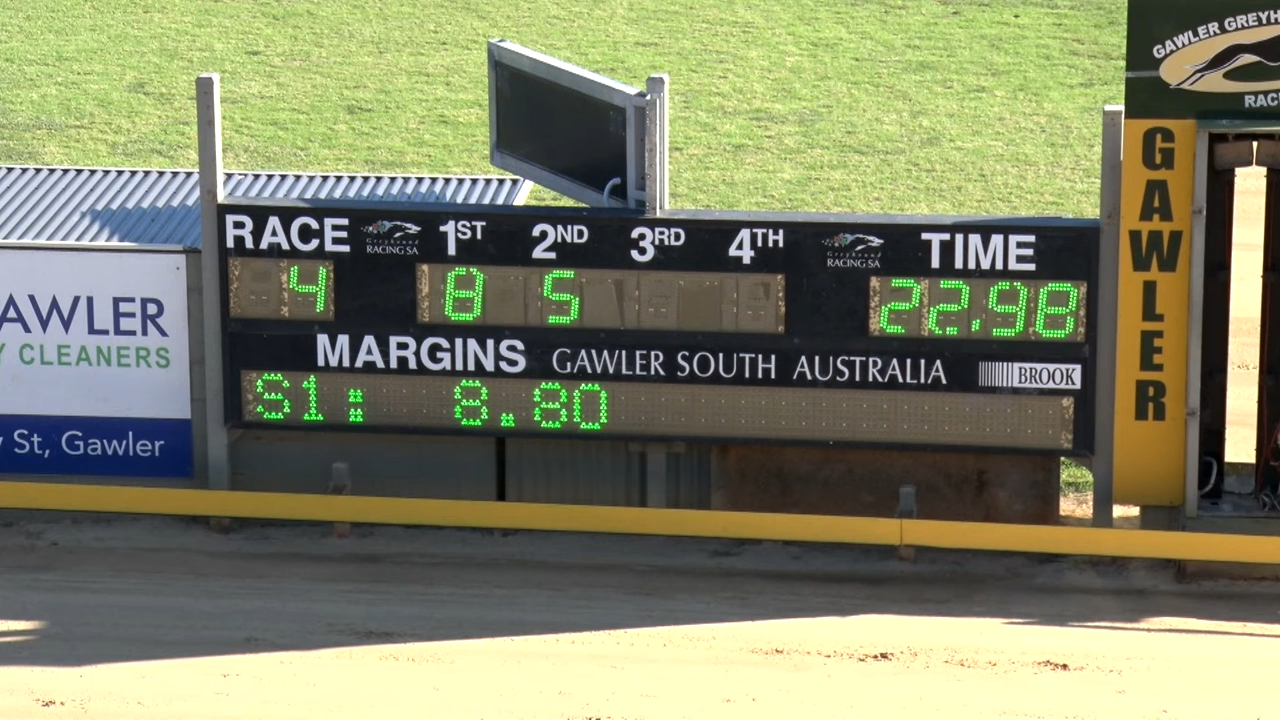 GAWLER GREYH
RACI
GAWLER
RACE
Greyhound
RACING SA
1ST 2ND 3RD 4TH
Greyhound
RACING SA
TIME
4 8 5 22.98
MARGINS GAWLER SOUTH AUSTRALIA BROOK
S1: 8.80
AWLER
Y CLEANERS
y St, Gawler